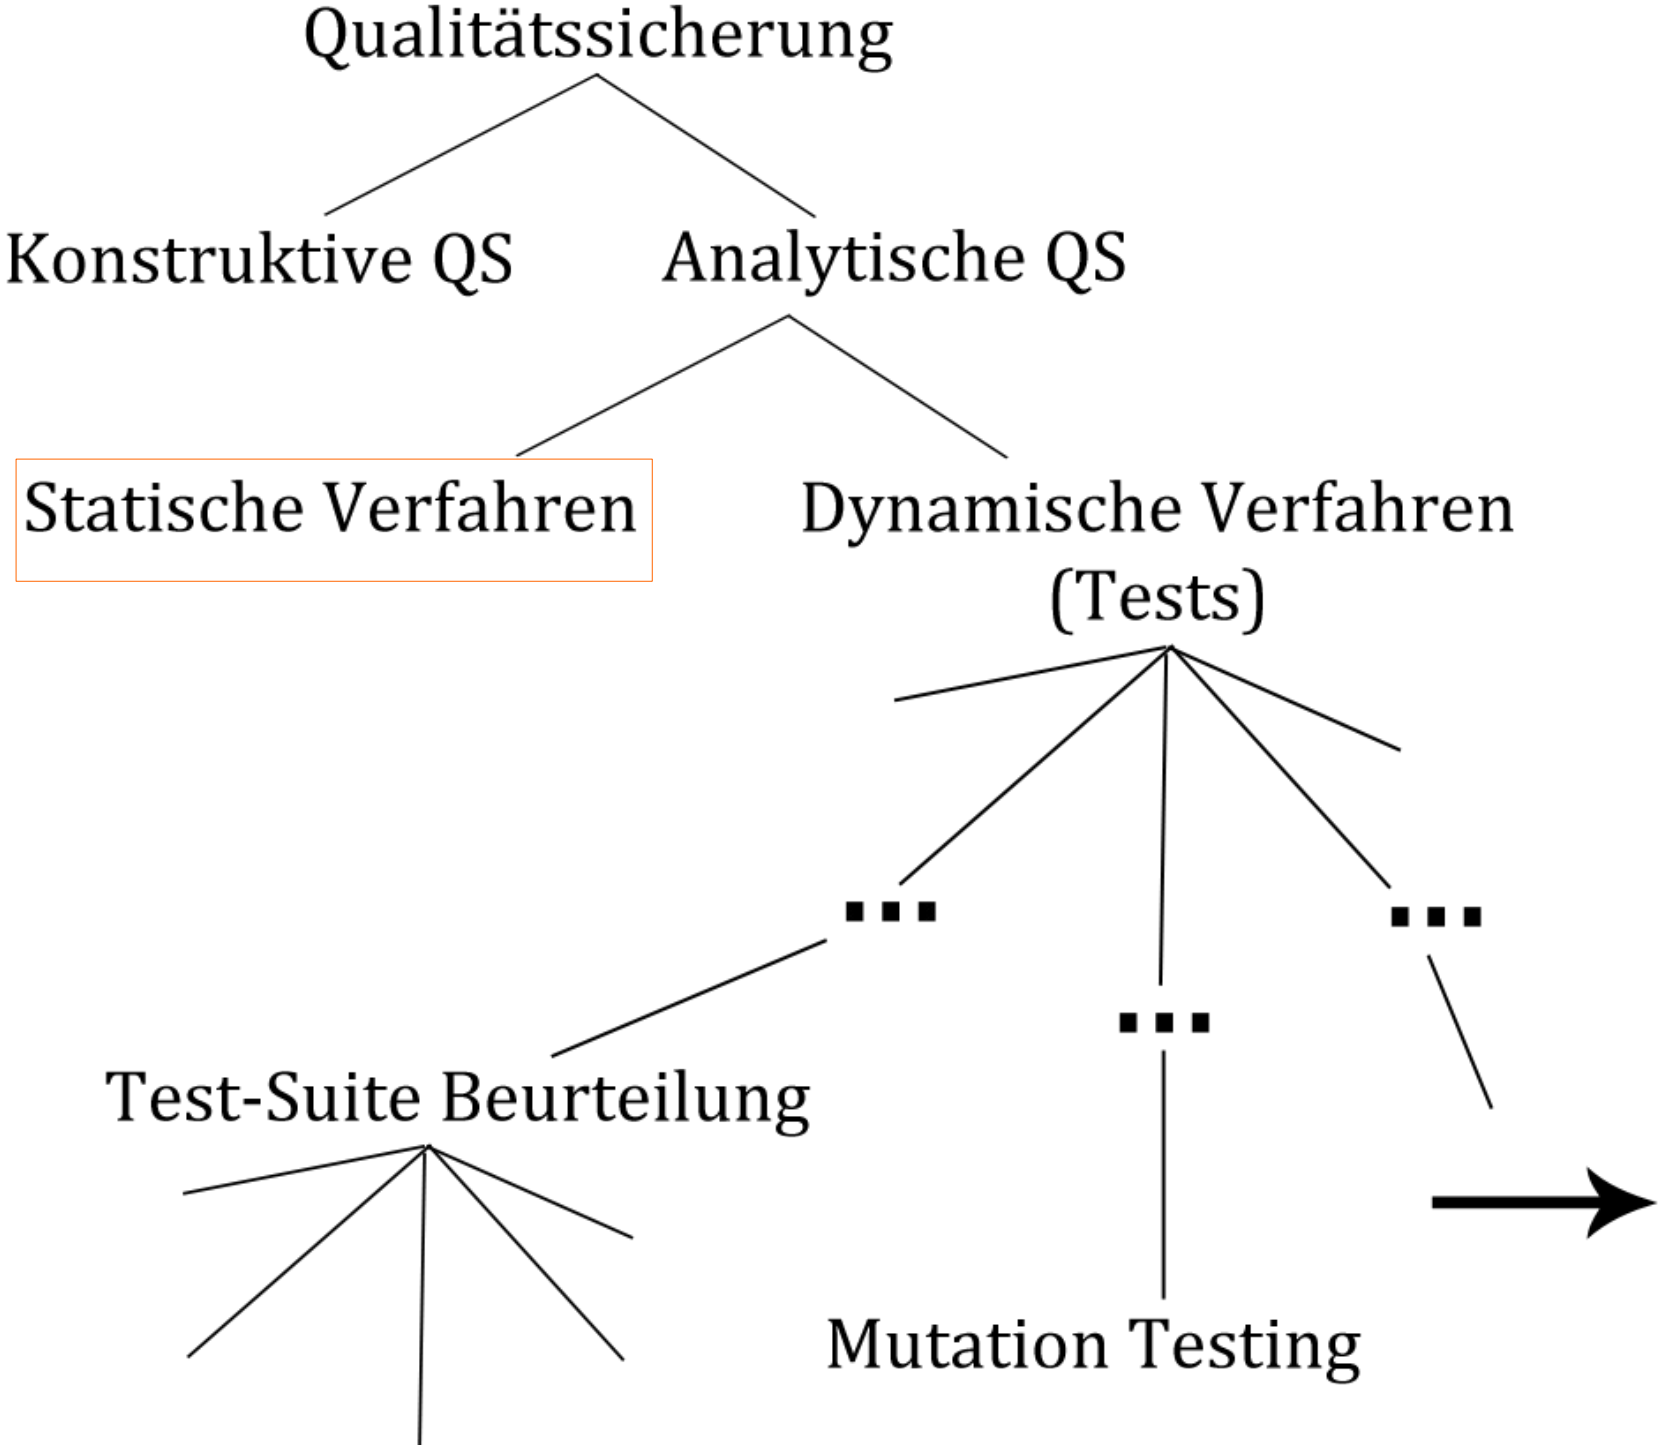 Qualitätssicherung
Konstruktive QS
Analytische QS
Statische Verfahren
Dynamische Verfahren
(Tests)
...
...
...
Test-Suite Beurteilung
Mutation Testing